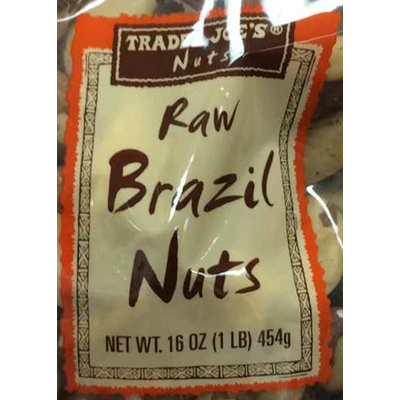 TRADER JOE'S®
Nuts
Raw
Brazil
Nuts
NET WT. 16 OZ (1 LB) 454g